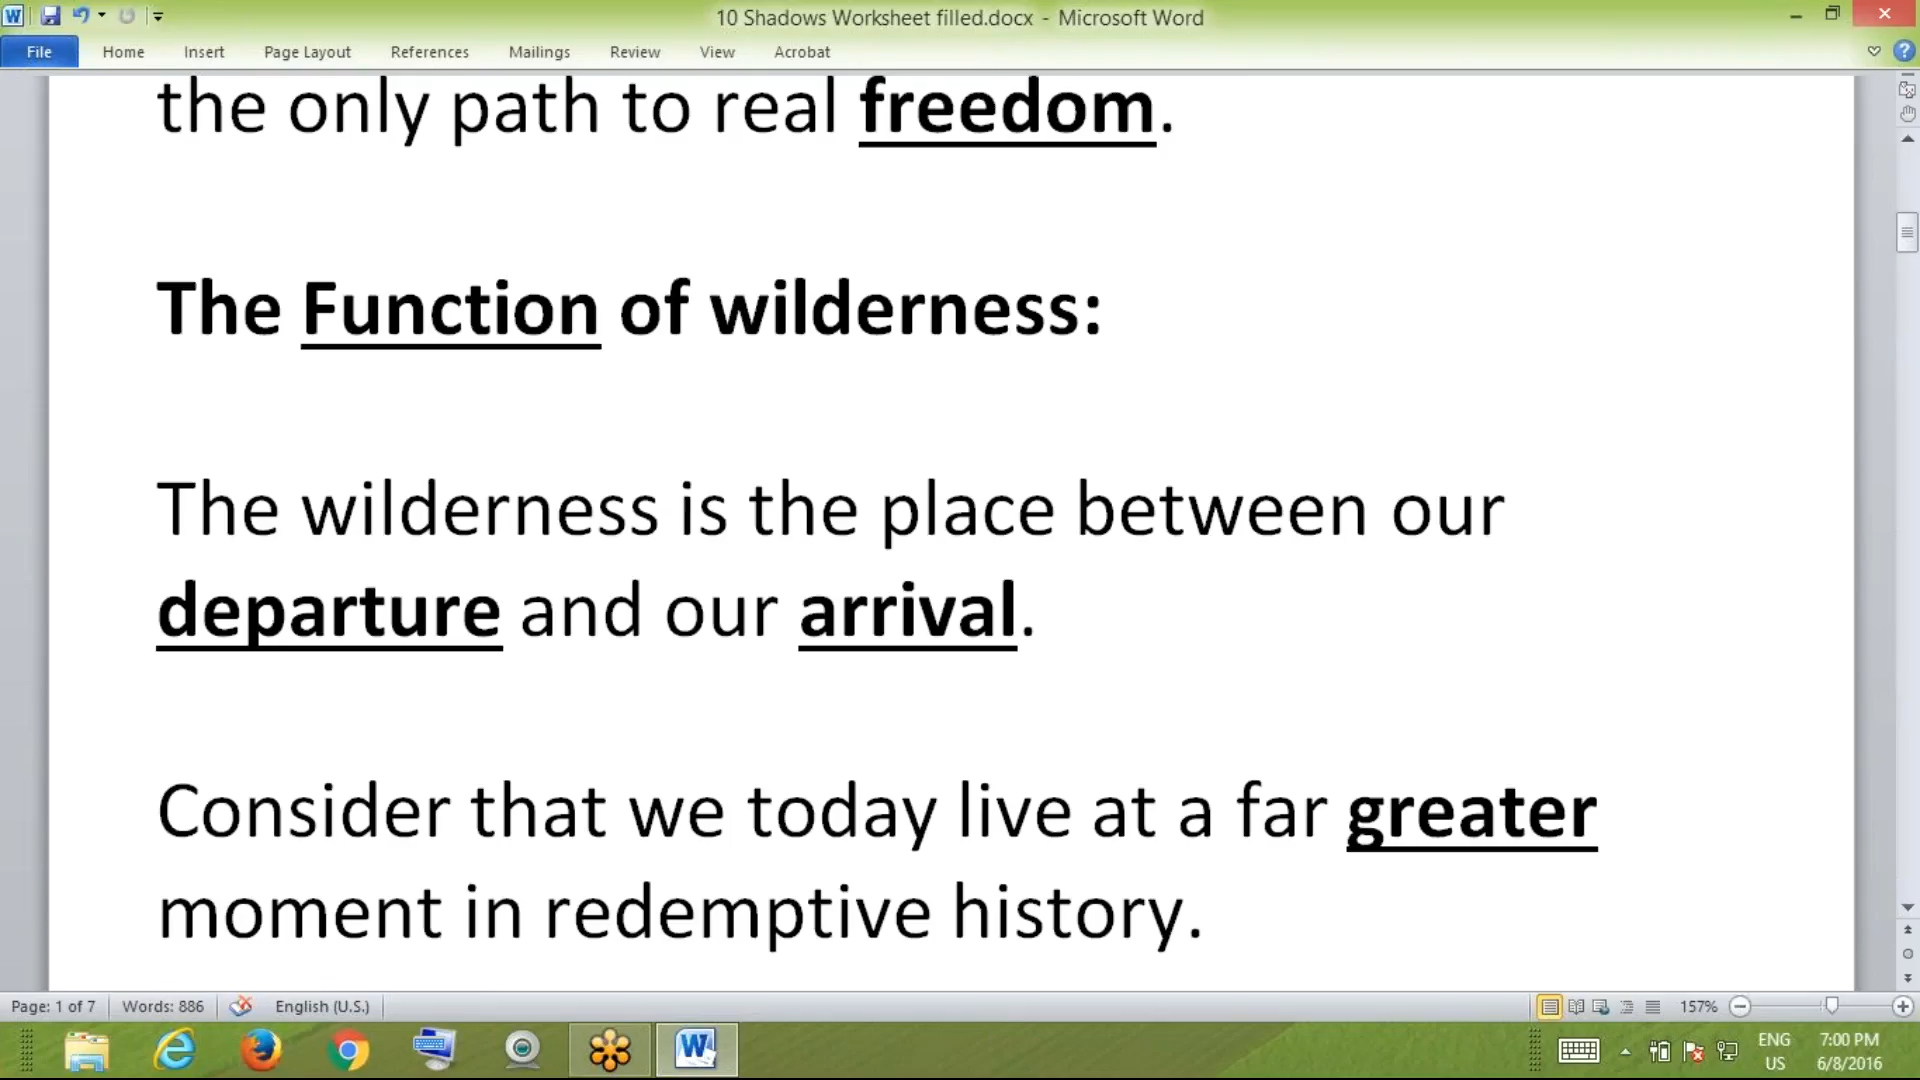 10 Shadows Worksheet filled.docx - Microsoft Word
File Home Insert Page Layout References Mailings Review View Acrobat
the only path to real freedom.
The Function of wilderness:
The wilderness is the place between our
departure and our arrival.
Consider that we today live at a far greater
moment in redemptive history.
Page: 1 of 7 Words: 886 English (U.S.) 157%
ENG 7:00 PM
US 6/8/2016